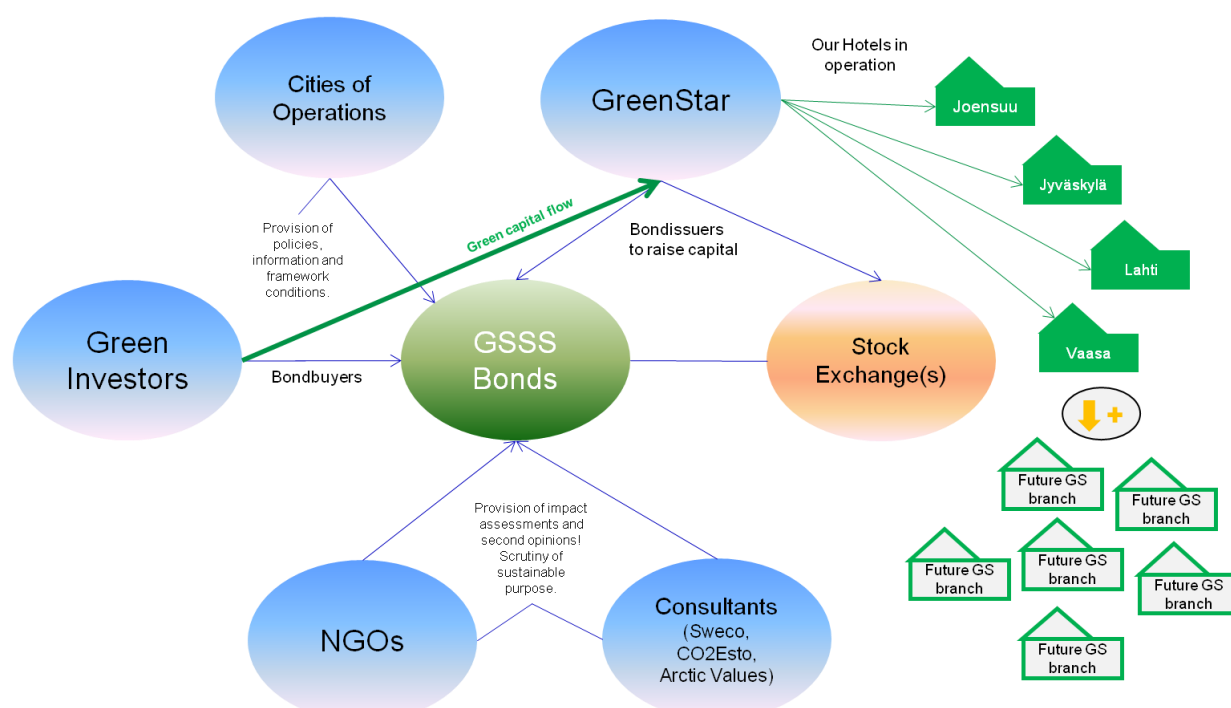 Cities of
Operations
GreenStar
Our Hotels in
operation
Joensuu
Jyväskylä
Lahti
Vaasa
Provision of
policies,
information and
framework
conditions.
Green capital flow
Bondissuers
to raise capital
Green
Investors
Bondbuyers
GSSS
Bonds
Stock
Exchange(s)
+
Future GS
branch
Future GS
branch
Future GS
branch
Future GS
branch
Future GS
branch
Future GS
branch
Provision of impact
assessments and
second opinions!
Scrutiny of
sustainable
purpose.
NGOs
Consultants
(Sweco,
CO2Esto,
Arctic Values)